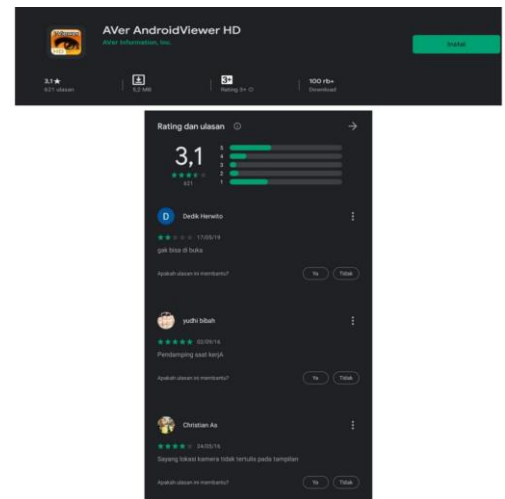 AVer AndroidViewer HD
AVer Information, Inc.
Install
HD
3,1★
621 ulasan
5,2 MB
3+
Rating 3+
100 rb+
Download
Rating dan ulasan
3,1
621
5
4
3
2
1
D
Dedik Herwito
17/05/19
gak bisa di buka
Apakah ulasan ini membantu?
Ya
Tidak
yudhi bibah
02/09/16
Pendamping saat kerjA
Apakah ulasan ini membantu?
Ya
Tidak
Christian As
24/05/16
Sayang lokasi kamera tidak tertulis pada tampilan
Apakah ulasan ini membantu?
Ya
Tidak